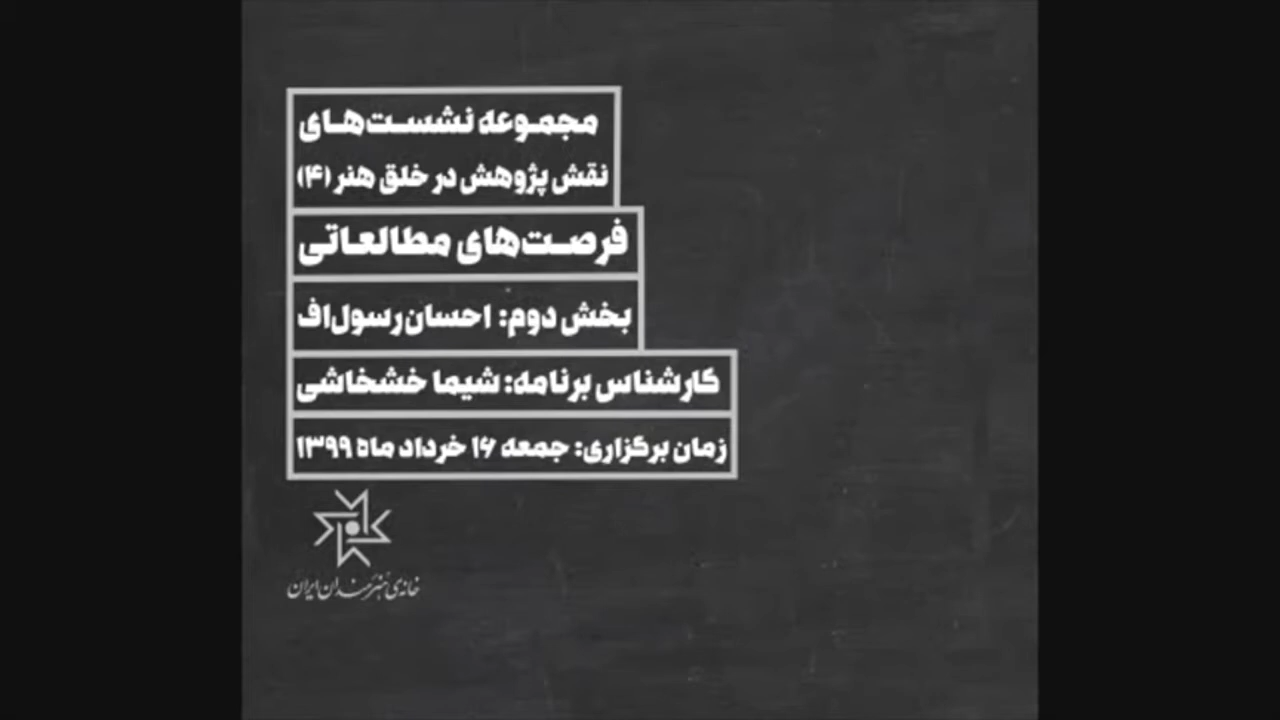 مجموعه نشست‌های
نقش پژوهش در خلق هنر (۴)
فرصت‌های مطالعاتی
بخش دوم: احسان رسول‌اف
کارشناس برنامه: شیما خشخاشی
زمان برگزاری: جمعه ۱۶ خرداد ماه ۱۳۹۹
خانه‌ی هنرمندان ایران